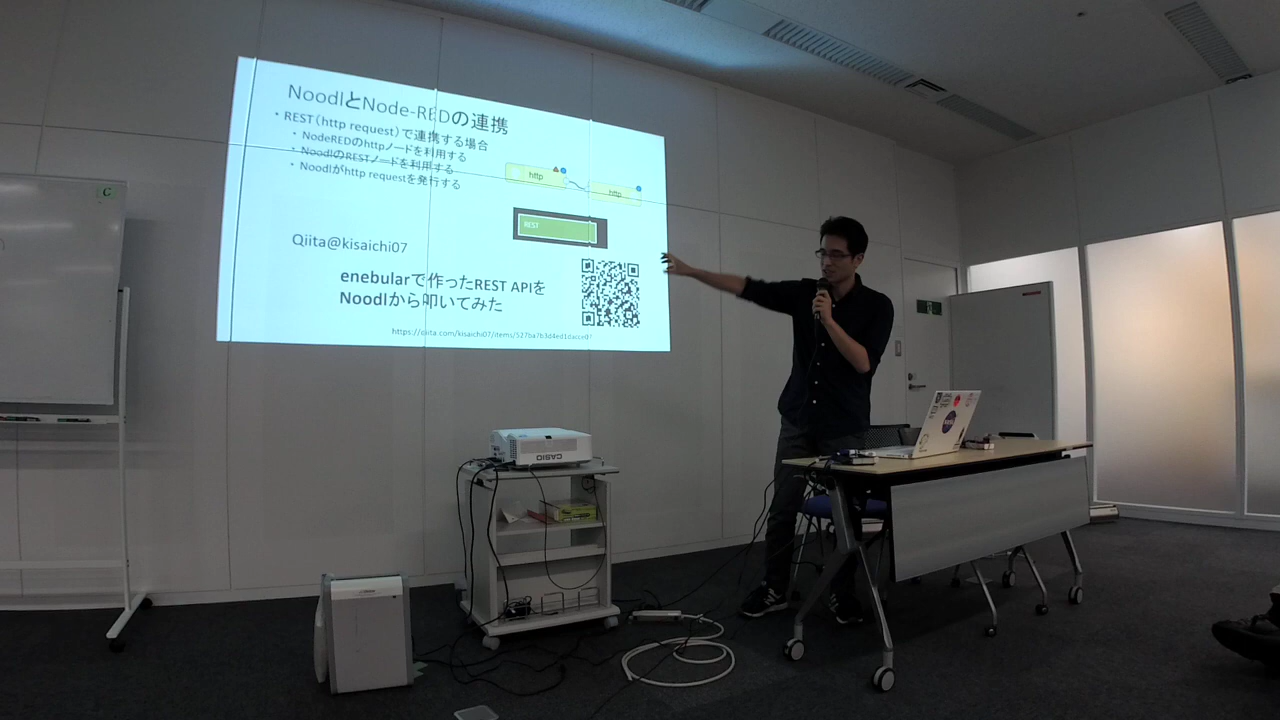 NoodlとNode-REDの連携
・REST（http request）で連携する場合
・NodeREDのhttpノードを利用する
・NoodlのRESTノードを利用する
・Noodlがhttp requestを発行する
http
http
REST
Qiita@kisaichi07
enebularで作ったREST APIを
Noodlから叩いてみた
CASIO
C